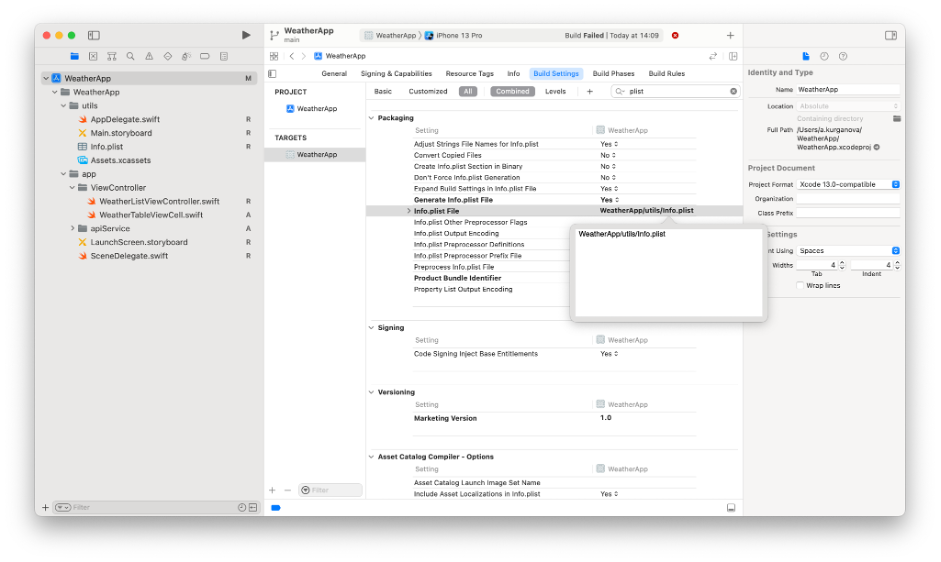 WeatherApp
main
WeatherApp
iPhone 13 Pro
Build Failed | Today at 14:09
WeatherApp
General
Signing & Capabilities
Resource Tags
Info
Build Settings
Build Phases
Build Rules
Basic
Customized
All
Combined
Levels
plist
WeatherApp M
WeatherApp
utils
AppDelegate.swift R
Main.storyboard R
Info.plist R
Assets.xcassets
app
ViewController
WeatherListViewController.swift R
WeatherTableViewCell.swift A
apiService A
LaunchScreen.storyboard R
SceneDelegate.swift R
Filter
PROJECT
WeatherApp
TARGETS
WeatherApp
Filter
Packaging
Setting WeatherApp
Adjust Strings File Names for Info.plist Yes
Convert Copied Files No
Create Info.plist Section in Binary No
Don't Force Info.plist Generation No
Expand Build Settings in Info.plist File Yes
Generate Info.plist File Yes
Info.plist File WeatherApp/utils/Info.plist
Info.plist Other Preprocessor Flags
Info.plist Output Encoding
Info.plist Preprocessor Definitions
Info.plist Preprocessor Prefix File
Preprocess Info.plist File
Product Bundle Identifier
Property List Output Encoding
WeatherApp/utils/Info.plist
Signing
Setting WeatherApp
Code Signing Inject Base Entitlements Yes
Versioning
Setting WeatherApp
Marketing Version 1.0
Asset Catalog Compiler - Options
Setting WeatherApp
Asset Catalog Launch Image Set Name
Include Asset Localizations in Info.plist Yes
Identity and Type
Name WeatherApp
Location Absolute
Containing directory
Full Path /Users/a.kurganova/
WeatherApp/
WeatherApp.xcodeproj
Project Document
Project Format Xcode 13.0-compatible
Organization
Class Prefix
Settings
Using Spaces
Widths 4 4
Tab Indent
Wrap lines